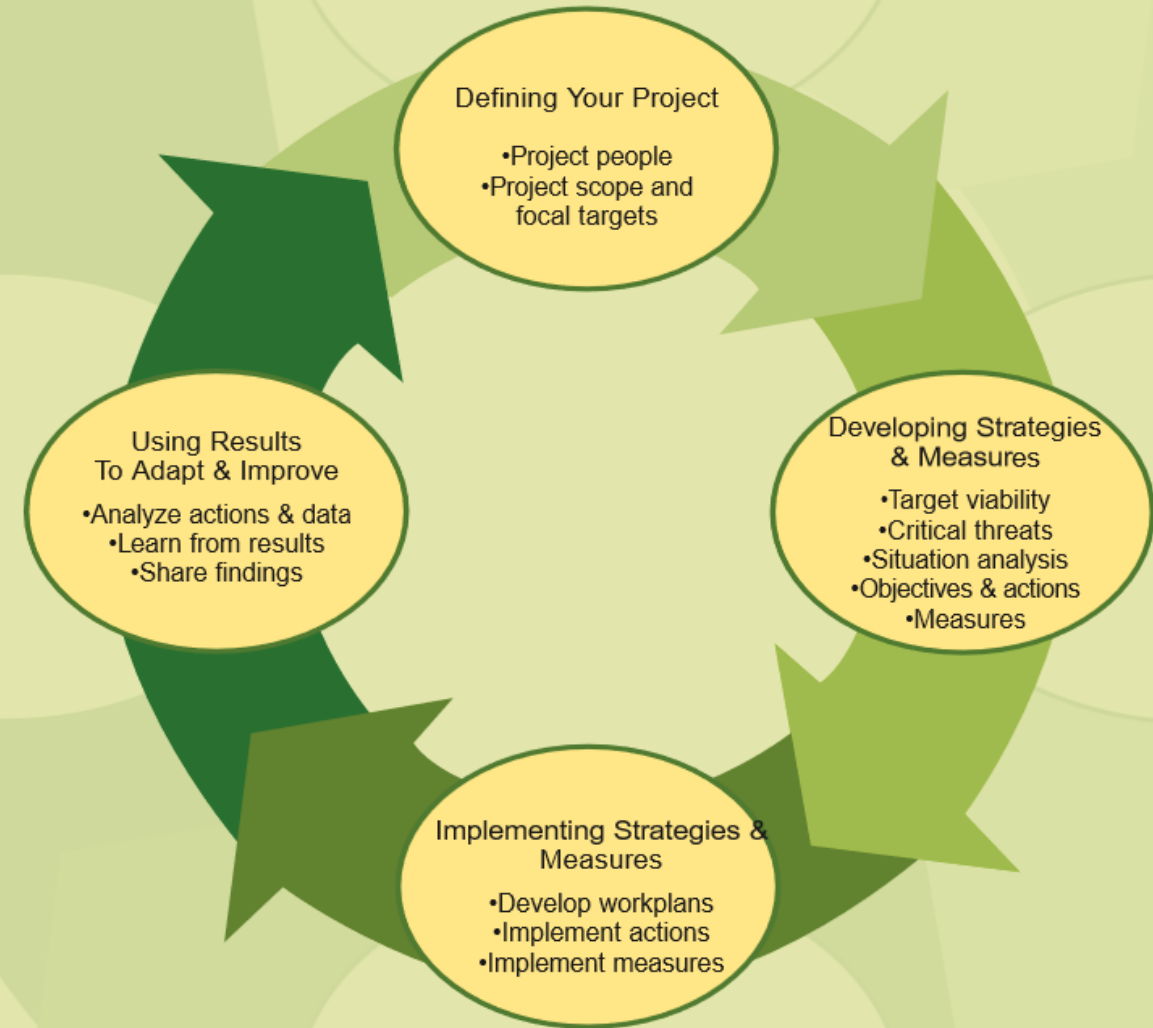 Defining Your Project
•Project people
•Project scope and
focal targets
Developing Strategies
& Measures
•Target viability
•Critical threats
•Situation analysis
•Objectives & actions
•Measures
Implementing Strategies &
Measures
•Develop workplans
•Implement actions
•Implement measures
Using Results
To Adapt & Improve
•Analyze actions & data
•Learn from results
•Share findings